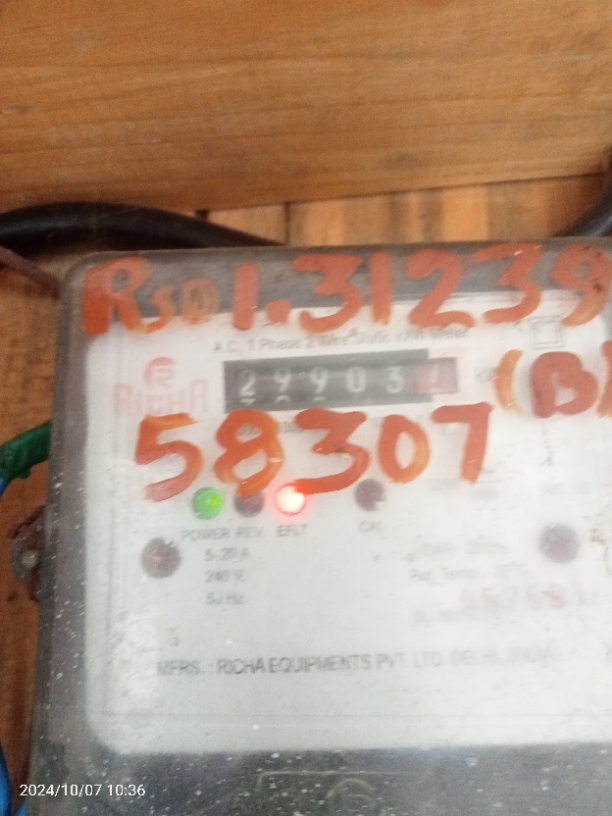 RSD1.31239
A.C. 1 Phase 2 Wire Static kWh Meter
RICHA
29903
(B)
58307
POWER REV. EFLT CAL
5-20 A
240 V.
50 Hz.
MFRS. : RICHA EQUIPMENTS PVT. LTD. DELHI, INDIA
2024/10/07 10:36